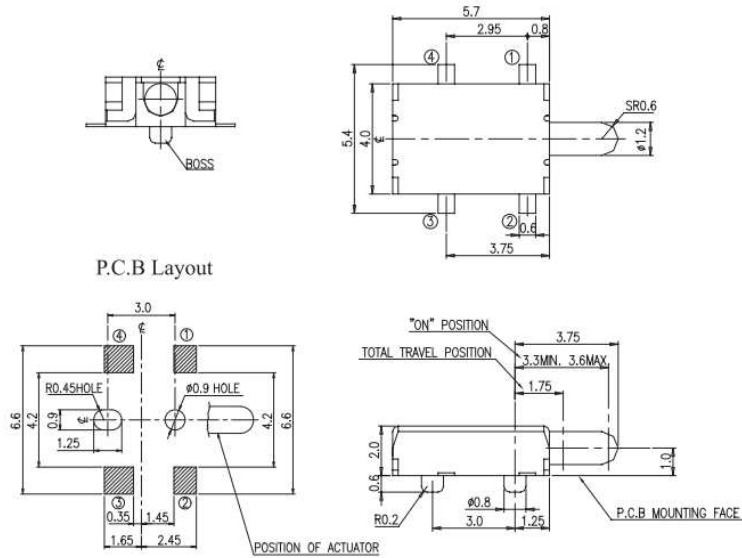 ℄
BOSS
5.7
2.95
0.8
④
①
5.4
4.0
℄
SR0.6
ø1.2
③
②
0.6
3.75
P.C.B Layout
3.0
℄
④
①
R0.45HOLE
ø0.9 HOLE
6.6
4.2
0.9
℄
1.25
4.2
6.6
③
②
0.35
1.45
1.65
2.45
POSITION OF ACTUATOR
"ON" POSITION
3.75
TOTAL TRAVEL POSITION
3.3MIN. 3.6MAX.
1.75
2.0
0.6
1.0
R0.2
ø0.8
3.0
1.25
P.C.B MOUNTING FACE